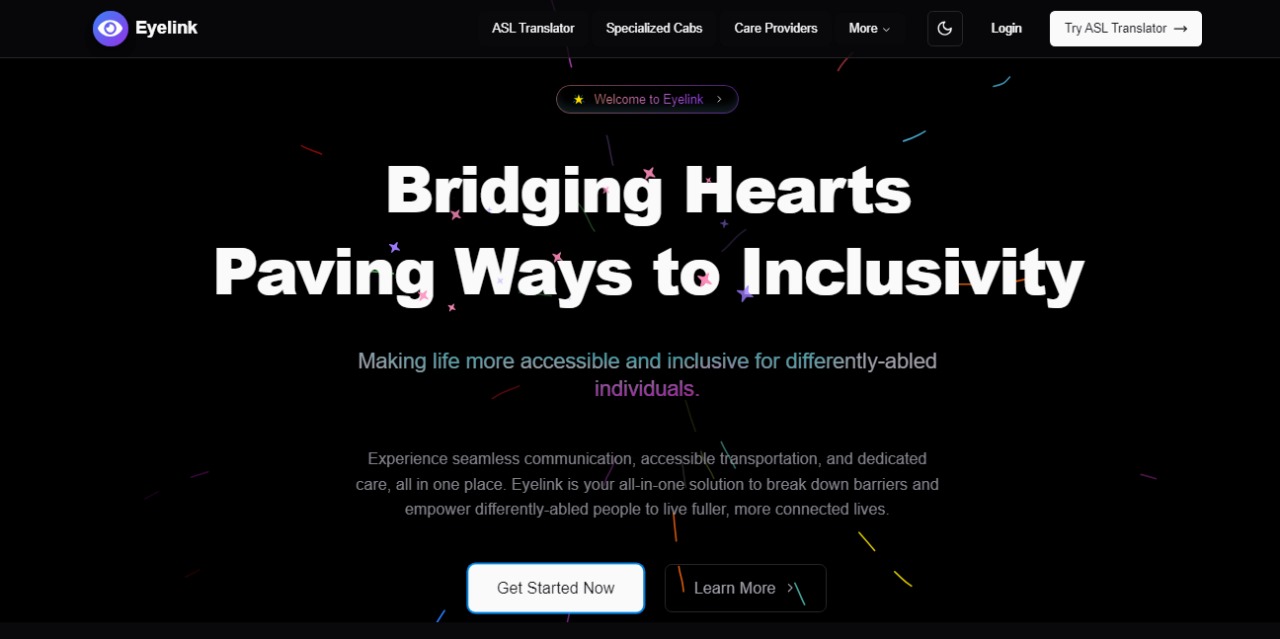 Eyelink
ASL Translator
Specialized Cabs
Care Providers
More
Login
Try ASL Translator →
Welcome to Eyelink
Bridging Hearts
Paving Ways to Inclusivity
Making life more accessible and inclusive for differently-abled
individuals.
Experience seamless communication, accessible transportation, and dedicated
care, all in one place. Eyelink is your all-in-one solution to break down barriers and
empower differently-abled people to live fuller, more connected lives.
Get Started Now
Learn More